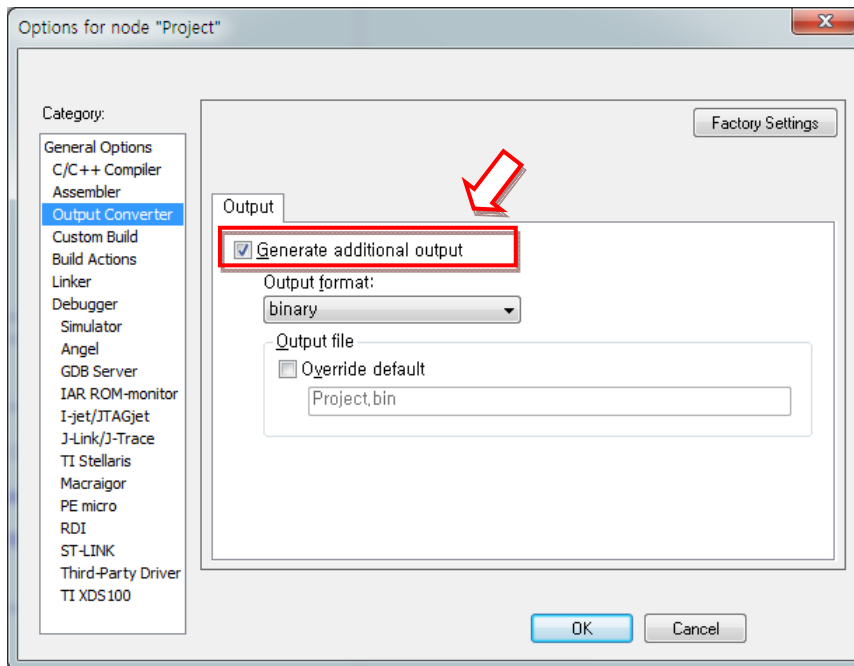 Options for node "Project"
Category:
Factory Settings
General Options
C/C++ Compiler
Assembler
Output Converter
Custom Build
Build Actions
Linker
Debugger
Simulator
Angel
GDB Server
IAR ROM-monitor
I-jet/JTAGjet
J-Link/J-Trace
TI Stellaris
Macraigor
PE micro
RDI
ST-LINK
Third-Party Driver
TI XDS100
Output
Generate additional output
Output format:
binary
Output file
Override default
Project.bin
OK
Cancel